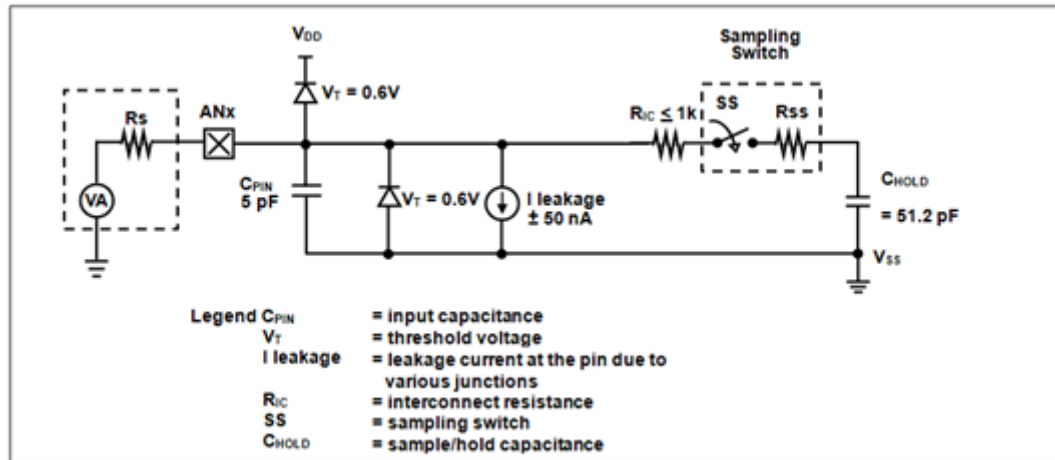 Sampling
Switch
VDD
VT = 0.6V
Rs
ANx
RIC ≤ 1k
SS
Rss
VA
CPIN
5 pF
VT = 0.6V
I leakage
± 50 nA
CHOLD
= 51.2 pF
VSS
Legend CPIN = input capacitance
VT = threshold voltage
I leakage = leakage current at the pin due to
various junctions
RIC = interconnect resistance
SS = sampling switch
CHOLD = sample/hold capacitance